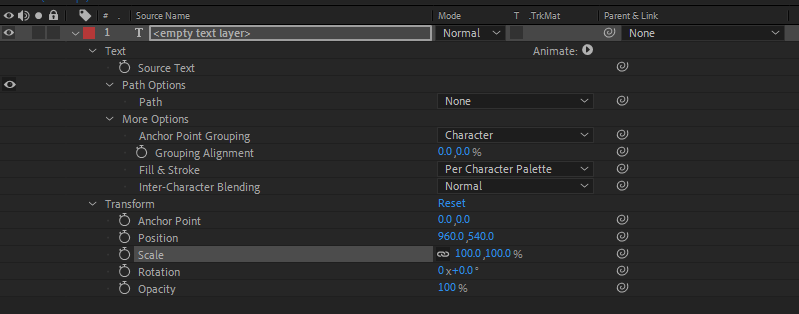 # . Source Name Mode T .TrkMat Parent & Link
1 T <empty text layer> Normal None
Text Animate:
Source Text
Path Options
Path None
More Options
Anchor Point Grouping Character
Grouping Alignment 0.0,0.0 %
Fill & Stroke Per Character Palette
Inter-Character Blending Normal
Transform Reset
Anchor Point 0.0,0.0
Position 960.0,540.0
Scale 100.0,100.0 %
Rotation 0 x+0.0 °
Opacity 100 %